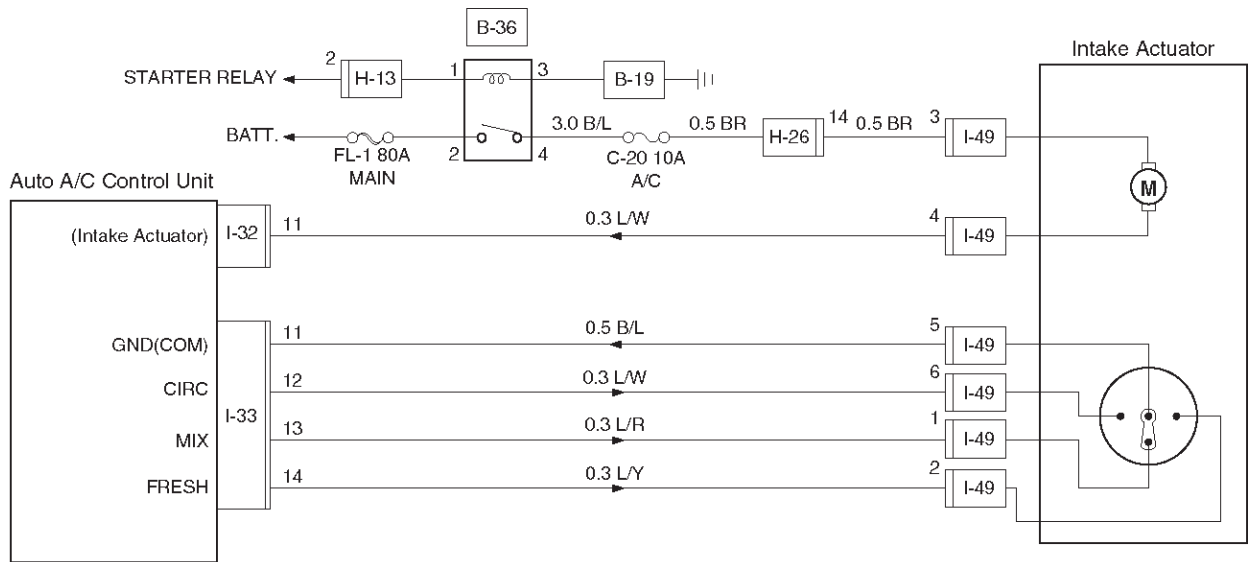 B-36
Intake Actuator
STARTER RELAY 2 H-13 1 3 B-19
BATT. FL-1 80A MAIN 2 4 3.0 B/L C-20 10A A/C 0.5 BR H-26 14 0.5 BR 3 I-49
M
Auto A/C Control Unit
(Intake Actuator) I-32 11 0.3 L/W 4 I-49
GND(COM) 11 0.5 B/L 5 I-49
CIRC 12 0.3 L/W 6 I-49
I-33
MIX 13 0.3 L/R 1 I-49
FRESH 14 0.3 L/Y 2 I-49